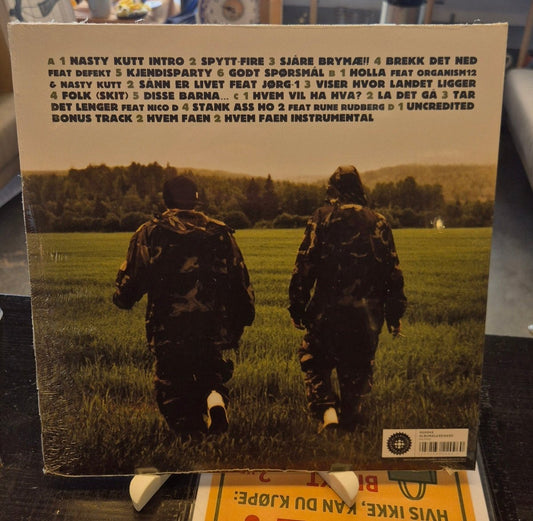 A 1 NASTY KUTT INTRO 2 SPYTT-FIRE 3 SJÅRE BRYMÆ!! 4 BREKK DET NED
FEAT DEFEKT 5 KJENDISPARTY 6 GODT SPØRSMÅL B 1 HOLLA FEAT ORGANISM12
& NASTY KUTT 2 SÅNN ER LIVET FEAT JØRG-1 3 VISER HVOR LANDET LIGGER
4 FOLK (SKIT) 5 DISSE BARNA... C 1 HVEM VIL HA HVA? 2 LA DET GÅ 3 TAR
DET LENGER FEAT NICO D 4 STANK ASS HO 2 FEAT RUNE RUDBERG D 1 UNCREDITED
BONUS TRACK 2 HVEM FAEN 2 HVEM FAEN INSTRUMENTAL
HVIS IKKE, KAN DU KJØPE: